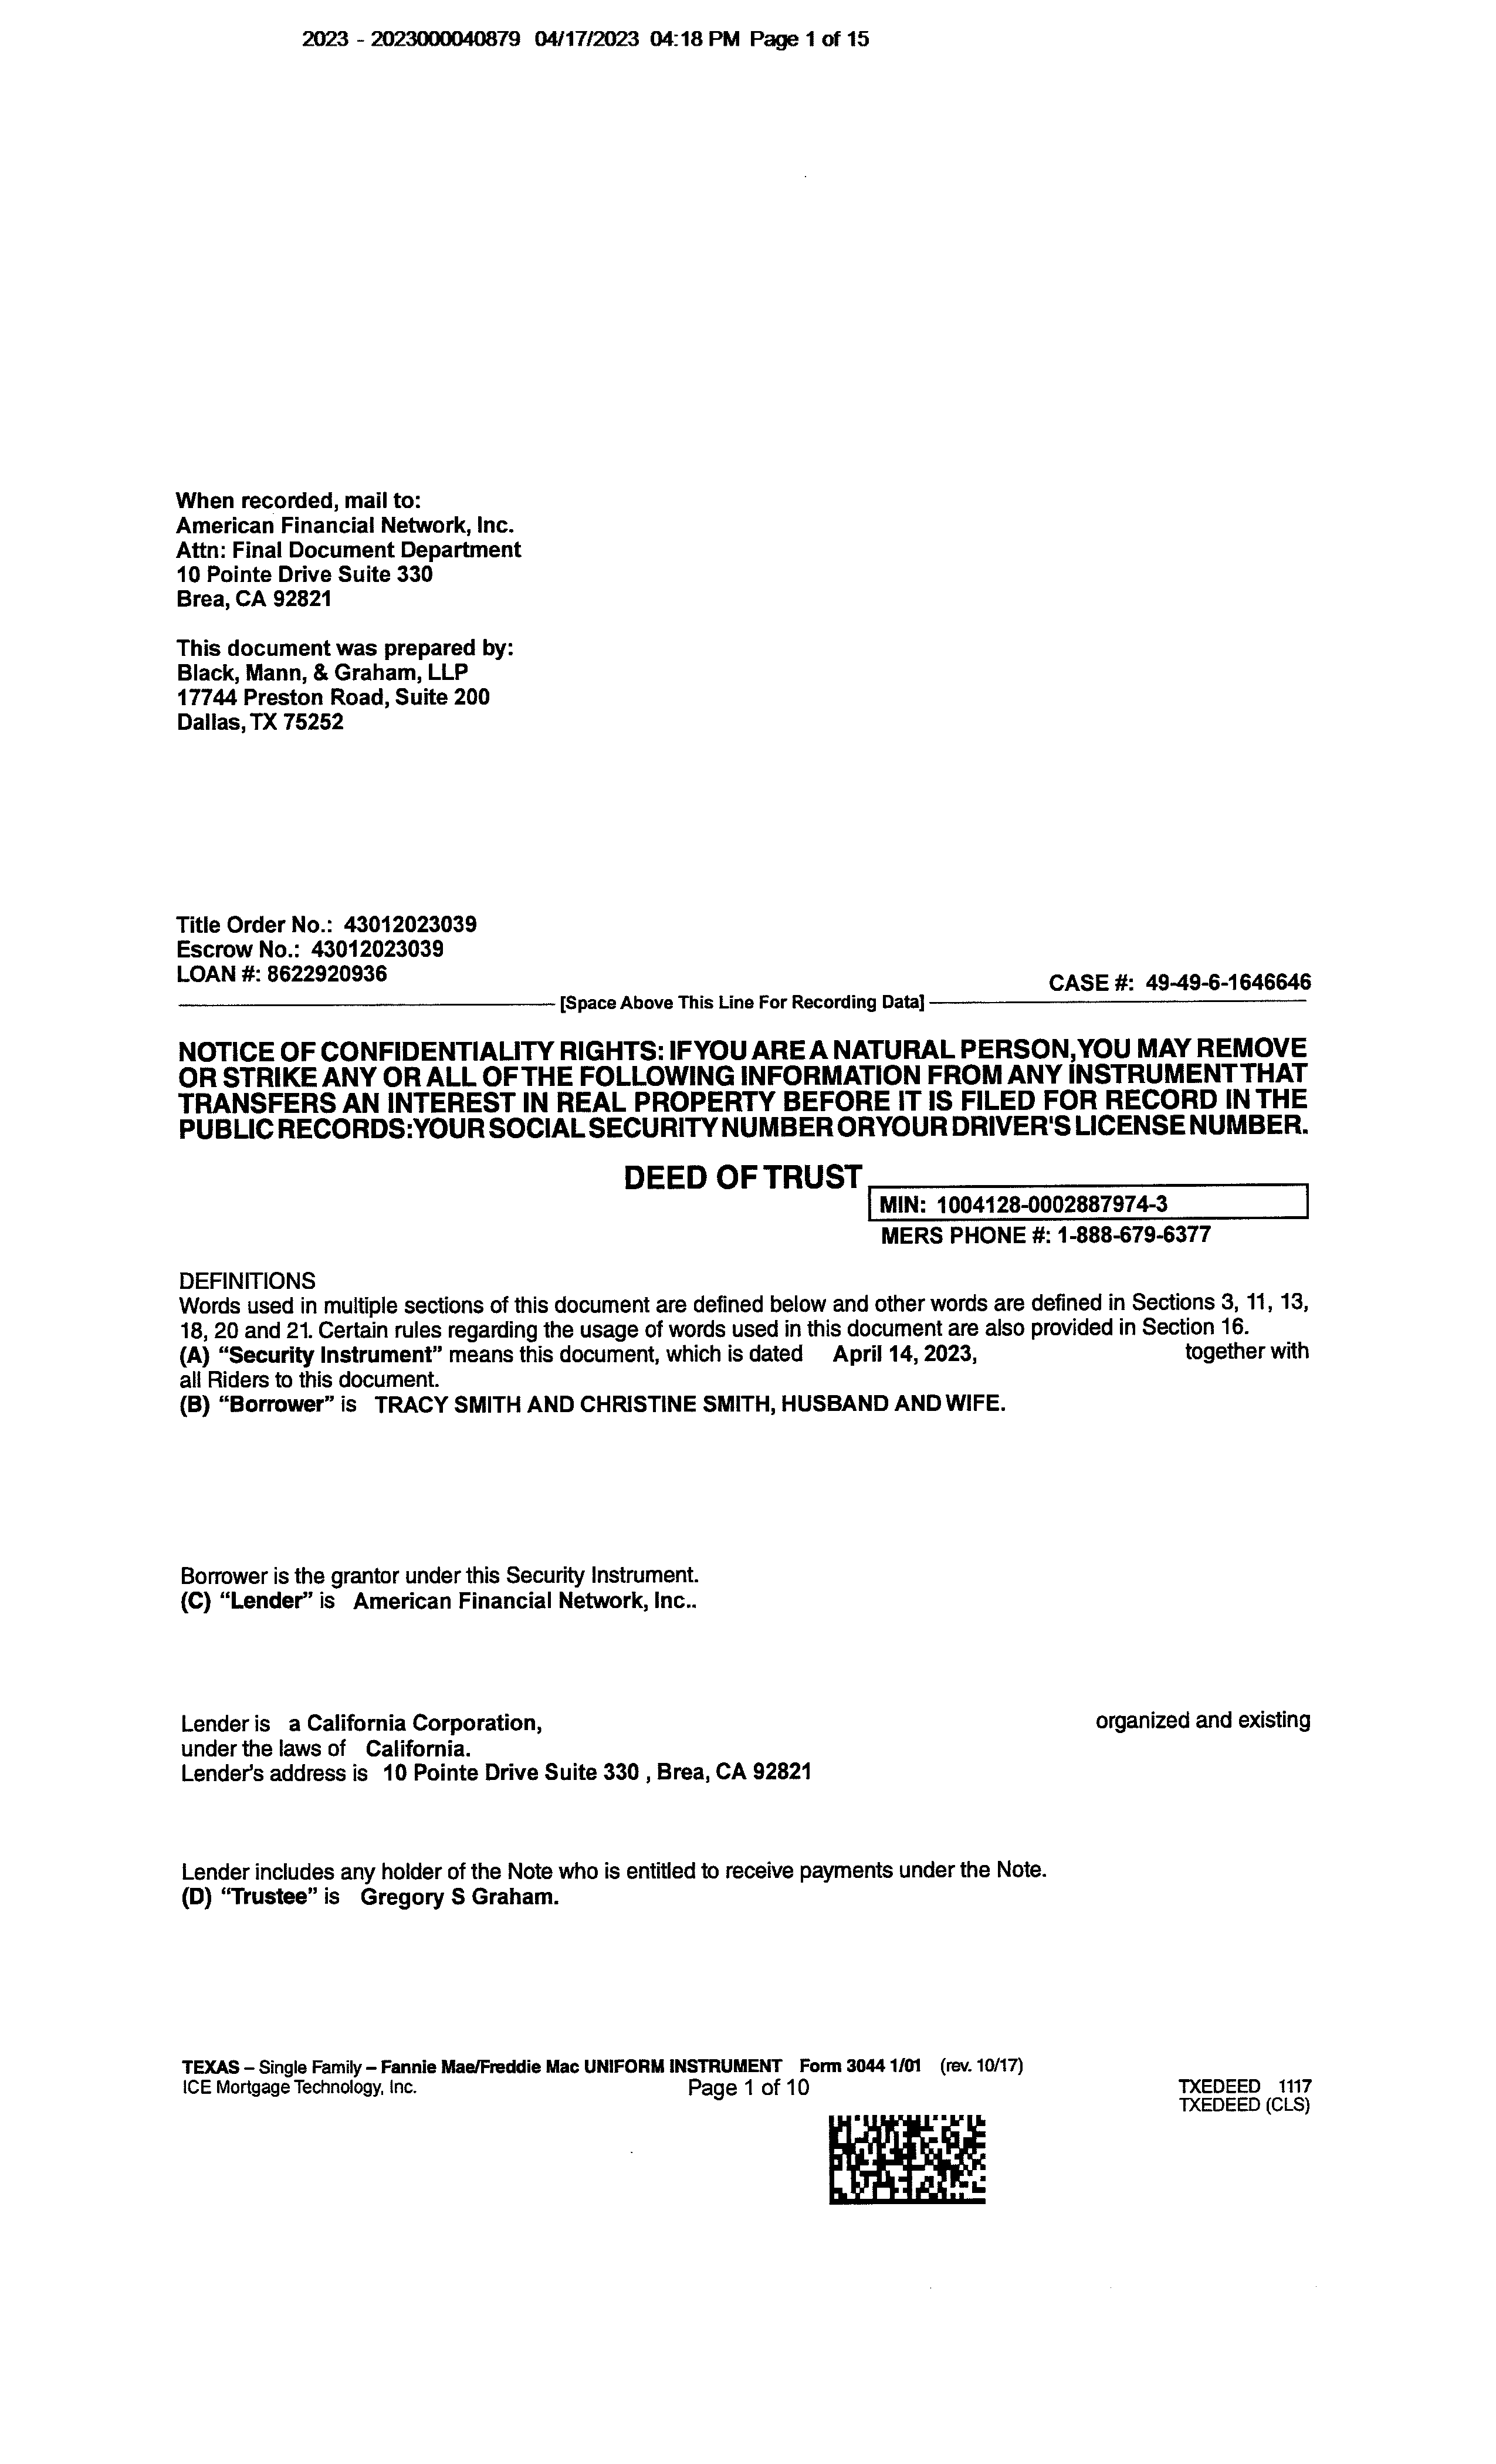 2023 - 2023000040879 04/17/2023 04:18 PM Page 1 of 15
When recorded, mail to:
American Financial Network, Inc.
Attn: Final Document Department
10 Pointe Drive Suite 330
Brea, CA 92821
This document was prepared by:
Black, Mann, & Graham, LLP
17744 Preston Road, Suite 200
Dallas, TX 75252
Title Order No.: 43012023039
Escrow No.: 43012023039
LOAN #: 8622920936
CASE #: 49-49-6-1646646
[Space Above This Line For Recording Data]
NOTICE OF CONFIDENTIALITY RIGHTS: IF YOU ARE A NATURAL PERSON, YOU MAY REMOVE
OR STRIKE ANY OR ALL OF THE FOLLOWING INFORMATION FROM ANY INSTRUMENT THAT
TRANSFERS AN INTEREST IN REAL PROPERTY BEFORE IT IS FILED FOR RECORD IN THE
PUBLIC RECORDS: YOUR SOCIAL SECURITY NUMBER OR YOUR DRIVER'S LICENSE NUMBER.
DEED OF TRUST
MIN: 1004128-0002887974-3
MERS PHONE #: 1-888-679-6377
DEFINITIONS
Words used in multiple sections of this document are defined below and other words are defined in Sections 3, 11, 13,
18, 20 and 21. Certain rules regarding the usage of words used in this document are also provided in Section 16.
(A) “Security Instrument” means this document, which is dated April 14, 2023, together with
all Riders to this document.
(B) “Borrower” is TRACY SMITH AND CHRISTINE SMITH, HUSBAND AND WIFE.
Borrower is the grantor under this Security Instrument.
(C) “Lender” is American Financial Network, Inc..
Lender is a California Corporation, organized and existing
under the laws of California.
Lender's address is 10 Pointe Drive Suite 330 , Brea, CA 92821
Lender includes any holder of the Note who is entitled to receive payments under the Note.
(D) “Trustee” is Gregory S Graham.
TEXAS – Single Family – Fannie Mae/Freddie Mac UNIFORM INSTRUMENT Form 3044 1/01 (rev. 10/17)
ICE Mortgage Technology, Inc. Page 1 of 10 TXEDEED 1117
TXEDEED (CLS)